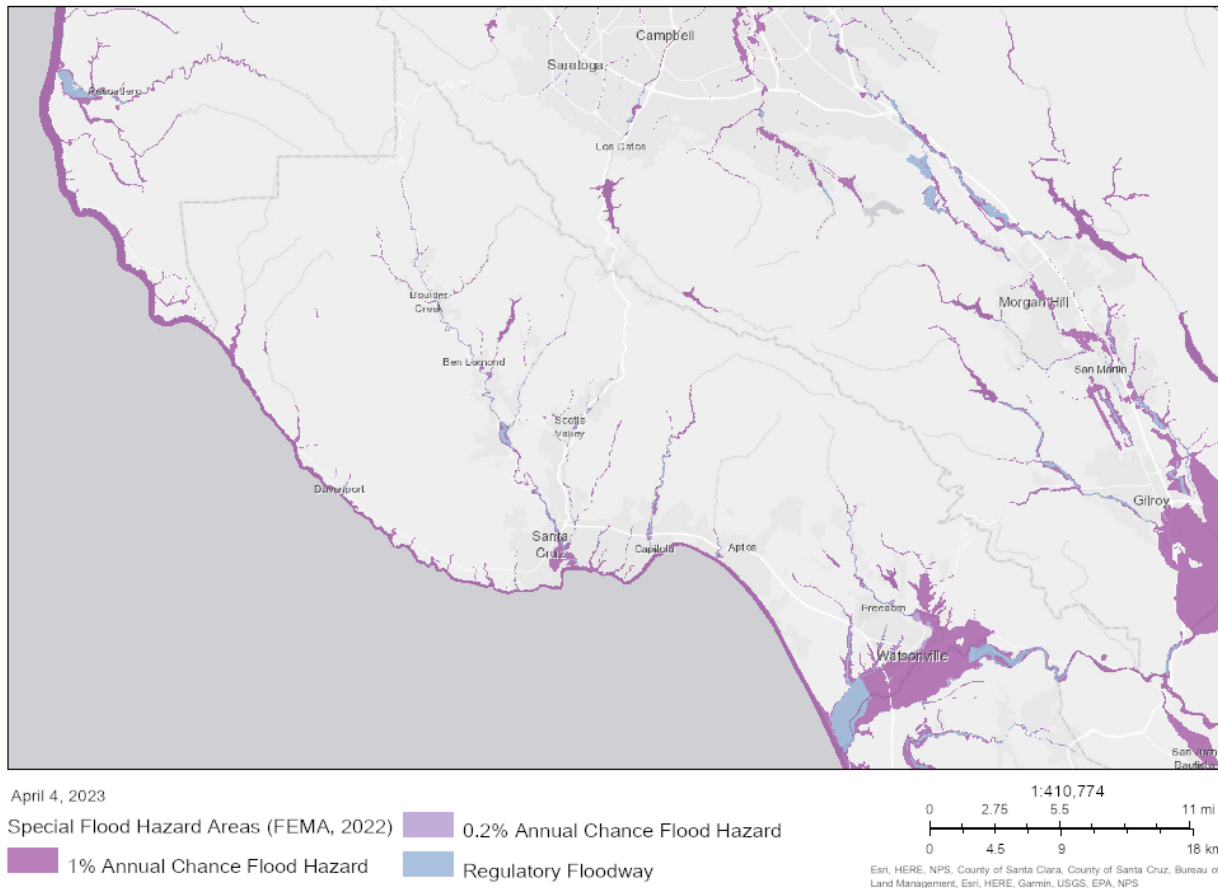 Campbell
Saratoga
Pescadero
Los Gatos
Morgan Hill
Boulder
Creek
Ben Lomond
San Martin
Scotts
Valley
Davenport
Gilroy
Santa
Cruz
Capitola
Aptos
Freedom
Watsonville
San Juan
Bautista
April 4, 2023
Special Flood Hazard Areas (FEMA, 2022)
1% Annual Chance Flood Hazard
0.2% Annual Chance Flood Hazard
Regulatory Floodway
1:410,774
0 2.75 5.5 11 mi
0 4.5 9 18 km
Esri, HERE, NPS, County of Santa Clara, County of Santa Cruz, Bureau of
Land Management, Esri, HERE, Garmin, USGS, EPA, NPS